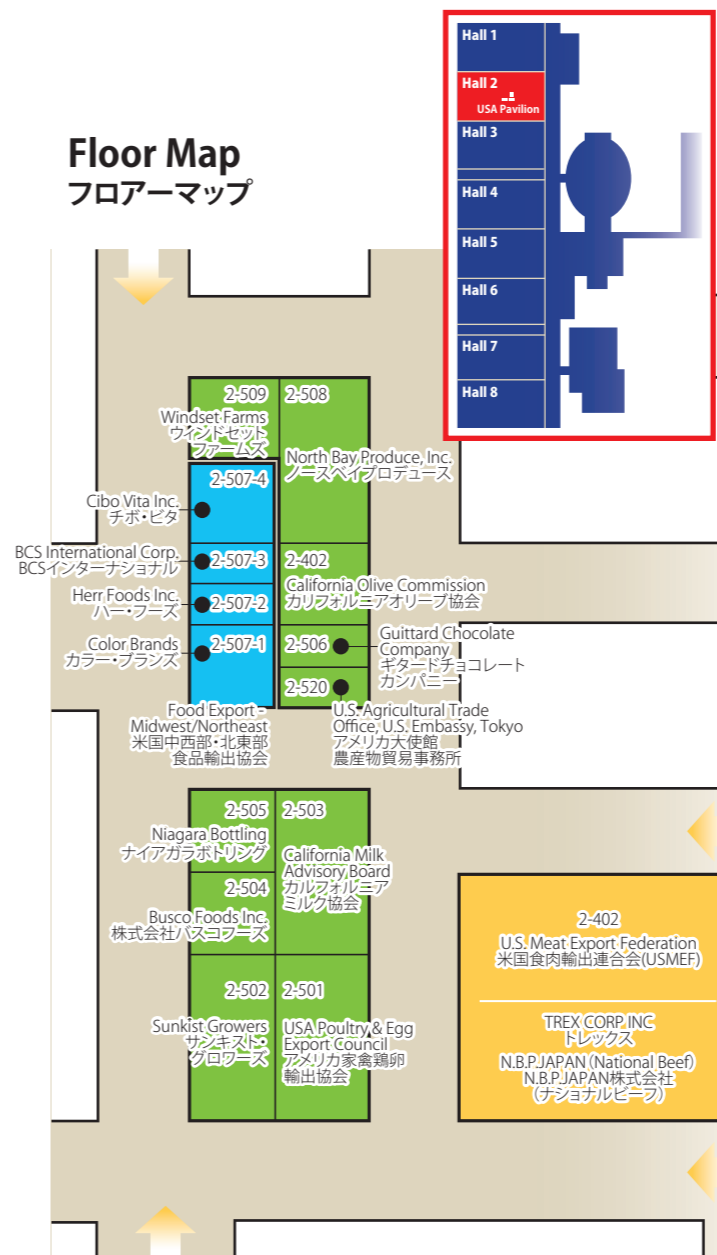 Floor Map
フロアーマップ
Hall 1
Hall 2
USA Pavilion
Hall 3
Hall 4
Hall 5
Hall 6
Hall 7
Hall 8
2-509
Windset Farms
ウィンドセット
ファームズ
2-508
North Bay Produce, Inc.
ノースベイプロデュース
2-507-4
Cibo Vita Inc.
チボ・ビタ
BCS International Corp.
BCSインターナショナル
2-507-3
Herr Foods Inc.
ハー・フーズ
2-507-2
Color Brands
カラー・ブランズ
2-507-1
Food Export -
Midwest/Northeast
米国中西部・北東部
食品輸出協会
2-402
California Olive Commission
カリフォルニアオリーブ協会
2-506
Guittard Chocolate
Company
ギタードチョコレート
カンパニー
2-520
U.S. Agricultural Trade
Office, U.S. Embassy, Tokyo
アメリカ大使館
農産物貿易事務所
2-505
Niagara Bottling
ナイアガラボトリング
2-503
California Milk
Advisory Board
カルフォルニア
ミルク協会
2-504
Busco Foods Inc.
株式会社バスコフーズ
2-502
Sunkist Growers
サンキスト・
グロワーズ
2-501
USA Poultry & Egg
Export Council
アメリカ家禽鶏卵
輸出協会
2-402
U.S. Meat Export Federation
米国食肉輸出連合会(USMEF)
TREX CORP INC
トレックス
N.B.P.JAPAN (National Beef)
N.B.P.JAPAN株式会社
(ナショナルビーフ)